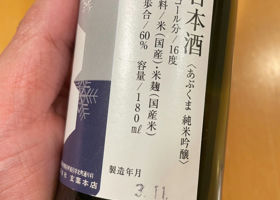 日本酒
〈あぶくま 純米吟醸〉
コール分/16度
料/米(国産)・米麹(国産米)
歩合/60% 容量/180ml
製造年月
3.11.
玄葉本店